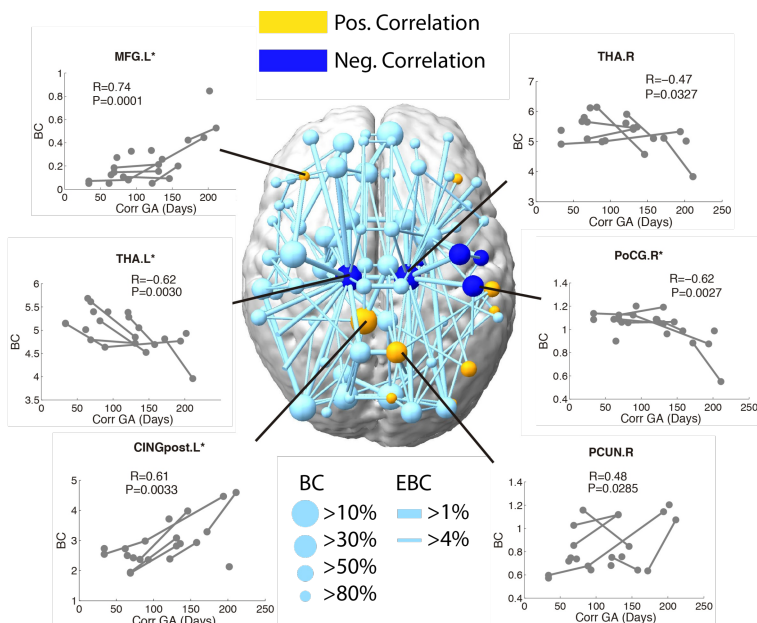 Pos. Correlation
Neg. Correlation
MFG.L*
R=0.74
P=0.0001
1
0.8
0.6
0.4
0.2
0
BC
0 50 100 150 200 250
Corr GA (Days)
THA.R
R=−0.47
P=0.0327
7
6
5
4
3
BC
0 50 100 150 200 250
Corr GA (Days)
THA.L*
R=−0.62
P=0.0030
6
5.5
5
4.5
4
3.5
BC
0 50 100 150 200 250
Corr GA (Days)
PoCG.R*
R=−0.62
P=0.0027
1.4
1.2
1
0.8
0.6
0.4
BC
0 50 100 150 200 250
Corr GA (Days)
CINGpost.L*
R=0.61
P=0.0033
5
4
3
2
1
BC
0 50 100 150 200 250
Corr GA (Days)
BC EBC
>10% >1%
>30% >4%
>50%
>80%
PCUN.R
R=0.48
P=0.0285
1.4
1.2
1
0.8
0.6
0.4
BC
0 50 100 150 200 250
Corr GA (Days)